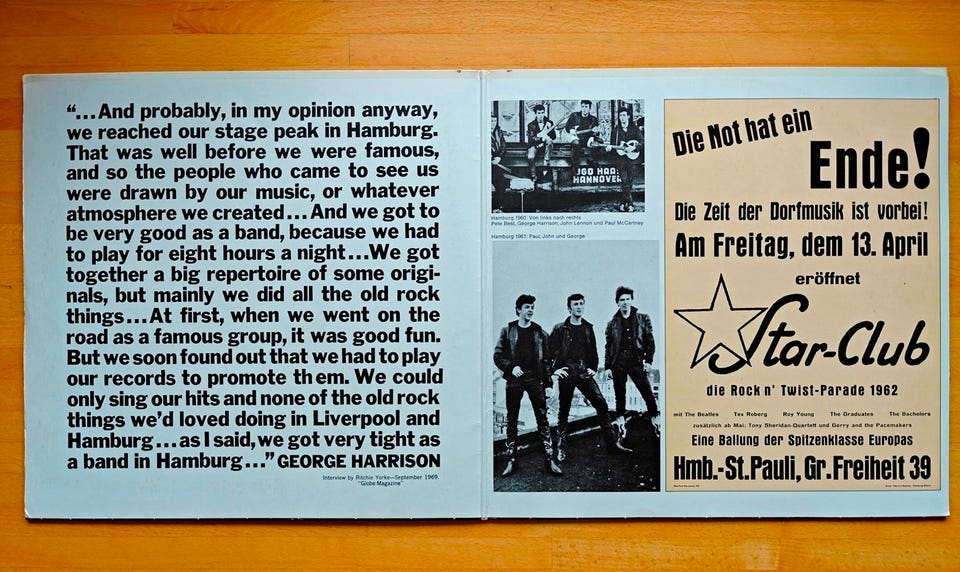 “...And probably, in my opinion anyway,
we reached our stage peak in Hamburg.
That was well before we were famous,
and so the people who came to see us
were drawn by our music, or whatever
atmosphere we created...And we got to
be very good as a band, because we had
to play for eight hours a night...We got
together a big repertoire of some origi-
nals, but mainly we did all the old rock
things...At first, when we went on the
road as a famous group, it was good fun.
But we soon found out that we had to play
our records to promote them. We could
only sing our hits and none of the old rock
things we’d loved doing in Liverpool and
Hamburg...as I said, we got very tight as
a band in Hamburg...” GEORGE HARRISON
Interview by Ritchie Yorke—September 1969.
“Globe Magazine”
HANNOVER
Hamburg 1960: Von links nach rechts
Pete Best, George Harrison, John Lennon und Paul McCartney
Hamburg 1961: Paul, John und George
Die Not hat ein
Ende!
Die Zeit der Dorfmusik ist vorbei!
Am Freitag, dem 13. April
eröffnet
Star-Club
die Rock n’ Twist-Parade 1962
mit The Beatles Tex Roberg Roy Young The Graduates The Bachelors
zusätzlich ab Mai: Tony Sheridan-Quartett und Gerry and the Pacemakers
Eine Ballung der Spitzenklasse Europas
Hmb.-St. Pauli, Gr. Freiheit 39